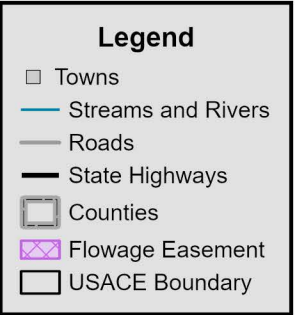 Legend
Towns
Streams and Rivers
Roads
State Highways
Counties
Flowage Easement
USACE Boundary